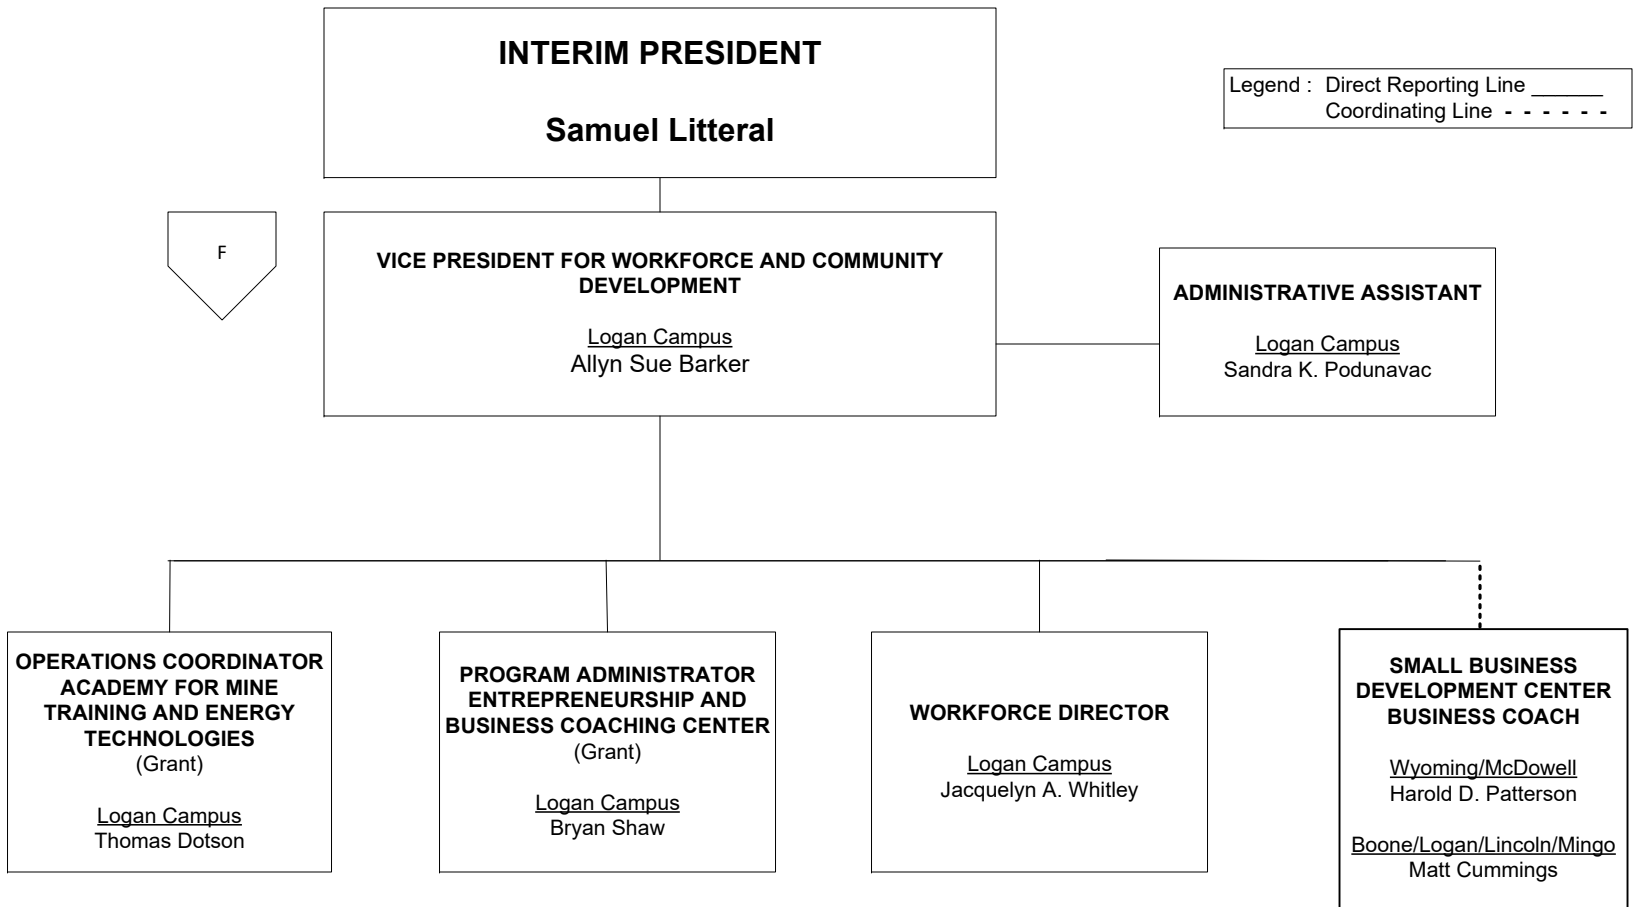 INTERIM PRESIDENT
Samuel Litteral
Legend : Direct Reporting Line ______
Coordinating Line - - - - - -
F
VICE PRESIDENT FOR WORKFORCE AND COMMUNITY
DEVELOPMENT
Logan Campus
Allyn Sue Barker
ADMINISTRATIVE ASSISTANT
Logan Campus
Sandra K. Podunavac
OPERATIONS COORDINATOR
ACADEMY FOR MINE
TRAINING AND ENERGY
TECHNOLOGIES
(Grant)
Logan Campus
Thomas Dotson
PROGRAM ADMINISTRATOR
ENTREPRENEURSHIP AND
BUSINESS COACHING CENTER
(Grant)
Logan Campus
Bryan Shaw
WORKFORCE DIRECTOR
Logan Campus
Jacquelyn A. Whitley
SMALL BUSINESS
DEVELOPMENT CENTER
BUSINESS COACH
Wyoming/McDowell
Harold D. Patterson
Boone/Logan/Lincoln/Mingo
Matt Cummings